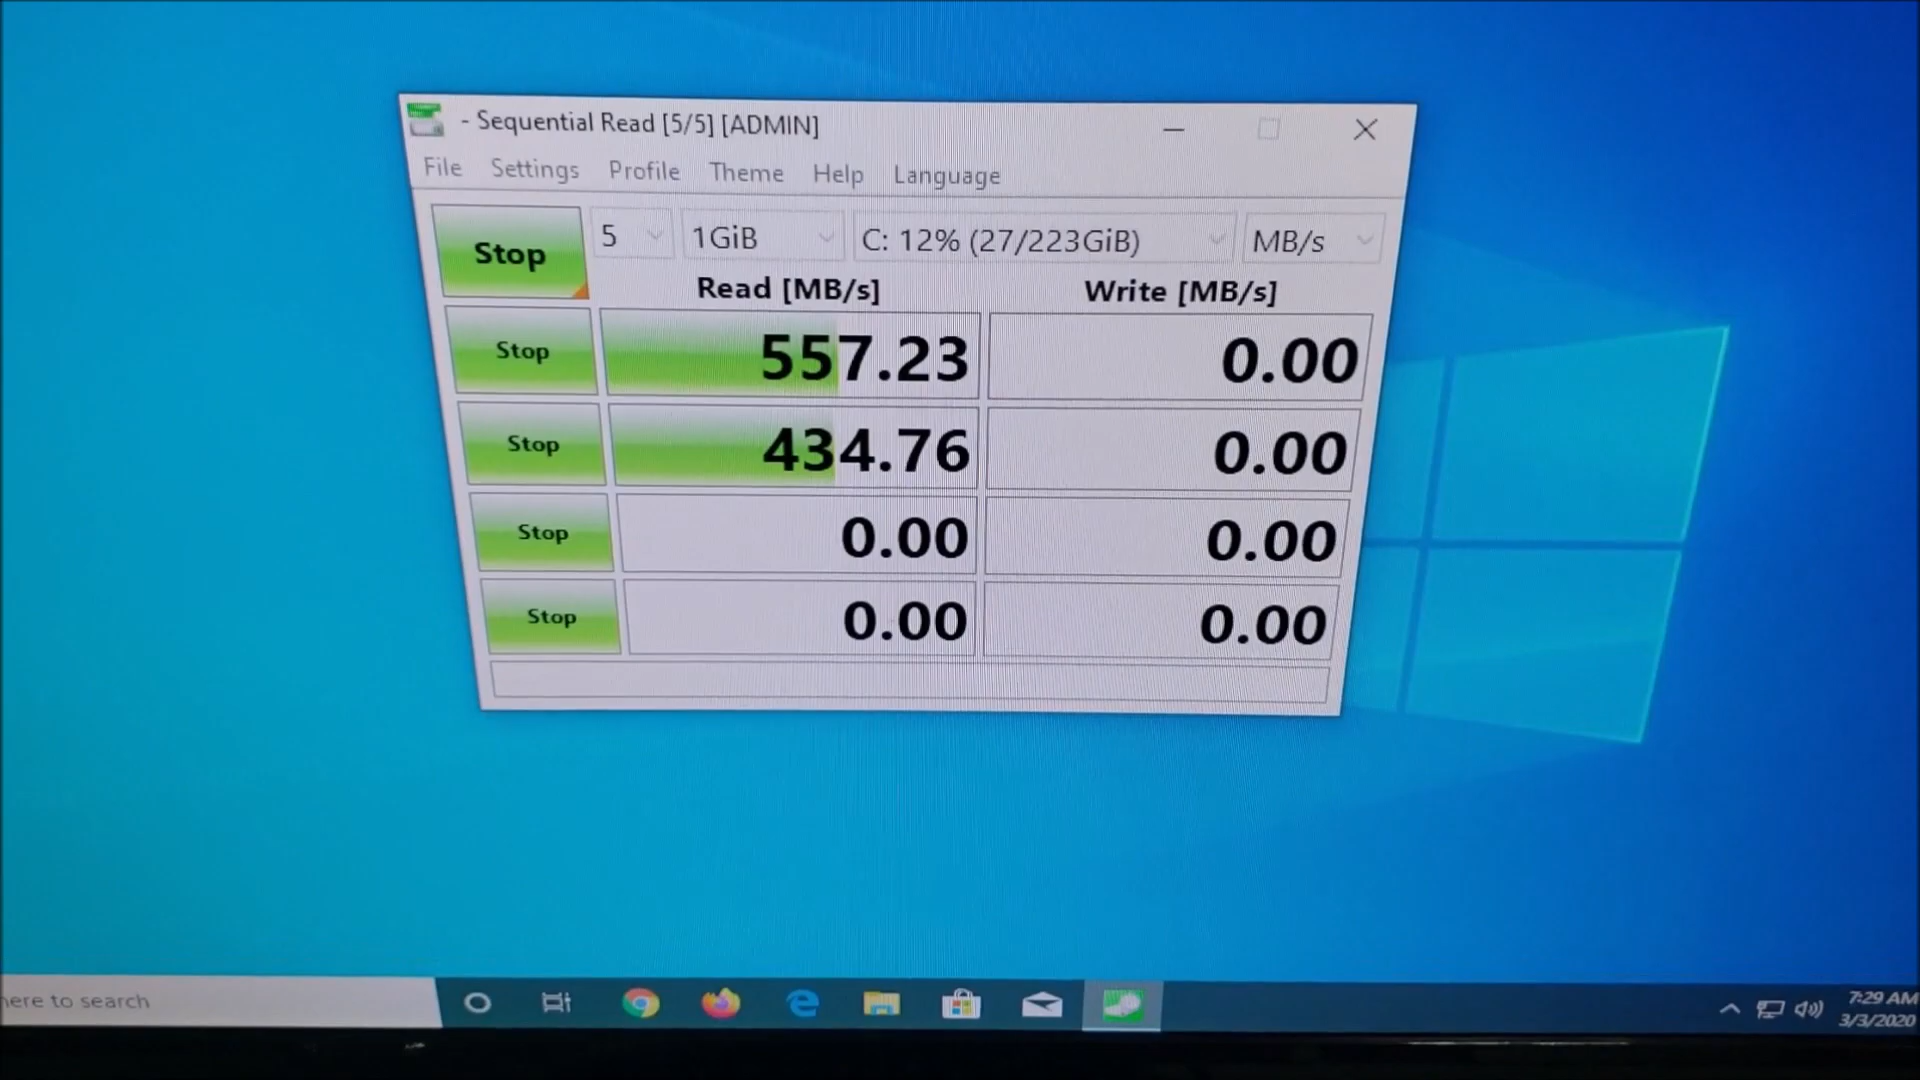 - Sequential Read [5/5] [ADMIN]
File Settings Profile Theme Help Language
Stop 5 1GiB C: 12% (27/223GiB) MB/s
Read [MB/s] Write [MB/s]
Stop 557.23 0.00
Stop 434.76 0.00
Stop 0.00 0.00
Stop 0.00 0.00
here to search
7:29 AM
3/3/2020